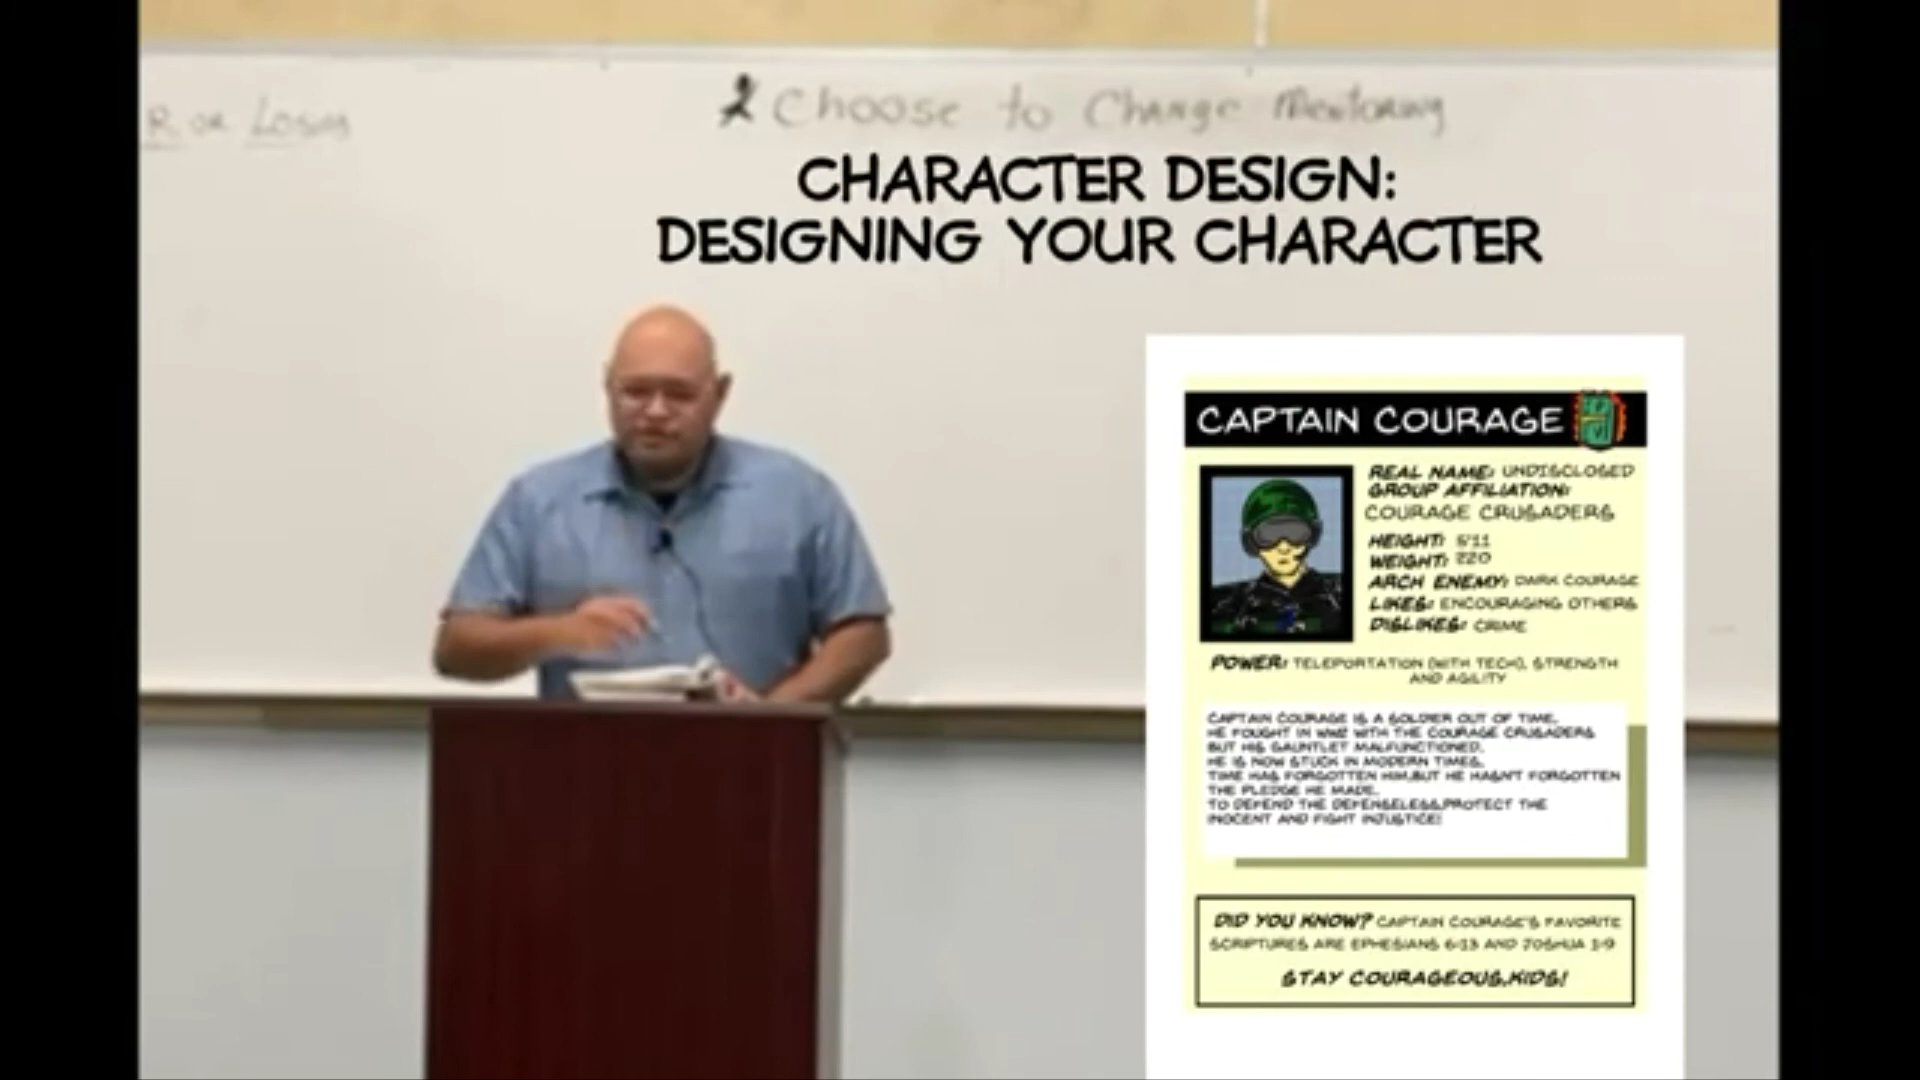 R or Losing
Choose to Change Mentoring
CHARACTER DESIGN:
DESIGNING YOUR CHARACTER
CAPTAIN COURAGE
REAL NAME: UNDISCLOSED
GROUP AFFILIATION:
COURAGE CRUSADERS
HEIGHT: 5'11
WEIGHT: 220
ARCH ENEMY: DARK COURAGE
LIKES: ENCOURAGING OTHERS
DISLIKES: CRIME
POWER: TELEPORTATION (WITH TECH), STRENGTH
AND AGILITY
CAPTAIN COURAGE IS A SOLDIER OUT OF TIME.
HE FOUGHT IN WW2 WITH THE COURAGE CRUSADERS
BUT HIS GAUNTLET MALFUNCTIONED.
HE IS NOW STUCK IN MODERN TIMES.
TIME HAS FORGOTTEN HIM,BUT HE HASN'T FORGOTTEN
THE PLEDGE HE MADE.
TO DEFEND THE DEFENSELESS,PROTECT THE
INOCENT AND FIGHT INJUSTICE!
DID YOU KNOW? CAPTAIN COURAGE'S FAVORITE
SCRIPTURES ARE EPHESIANS 6:13 AND JOSHUA 1:9
STAY COURAGEOUS,KIDS!